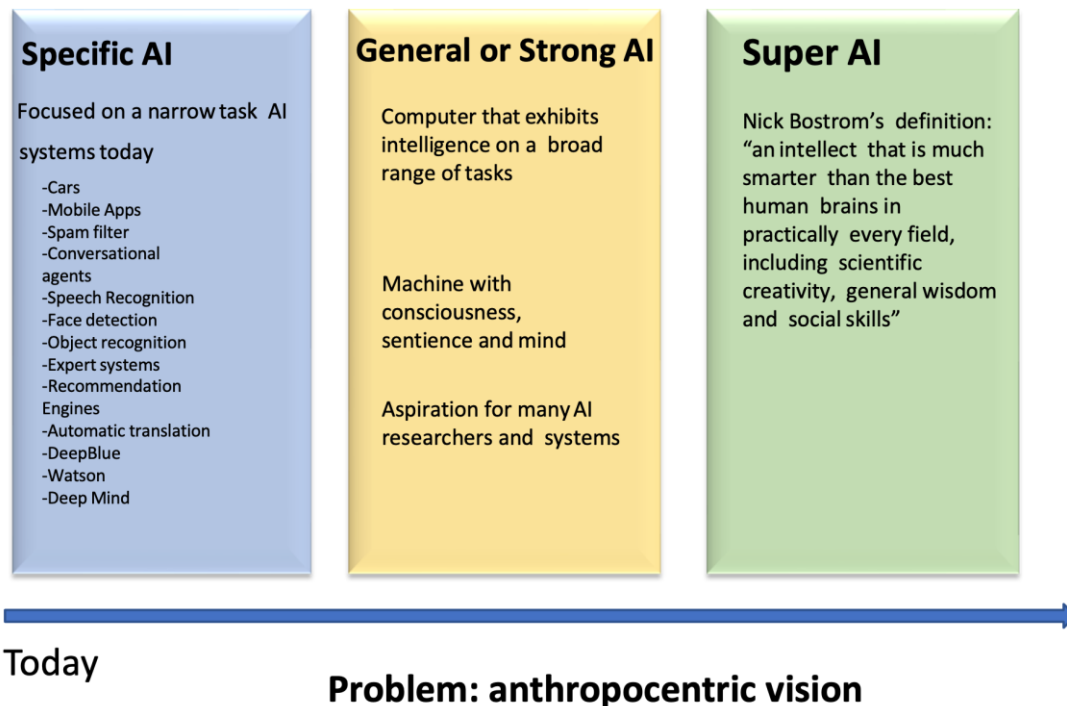 Specific AI
Focused on a narrow task AI
systems today
-Cars
-Mobile Apps
-Spam filter
-Conversational
agents
-Speech Recognition
-Face detection
-Object recognition
-Expert systems
-Recommendation
Engines
-Automatic translation
-DeepBlue
-Watson
-Deep Mind
General or Strong AI
Computer that exhibits
intelligence on a broad
range of tasks
Machine with
consciousness,
sentience and mind
Aspiration for many AI
researchers and systems
Super AI
Nick Bostrom’s definition:
“an intellect that is much
smarter than the best
human brains in
practically every field,
including scientific
creativity, general wisdom
and social skills”
Today
Problem: anthropocentric vision